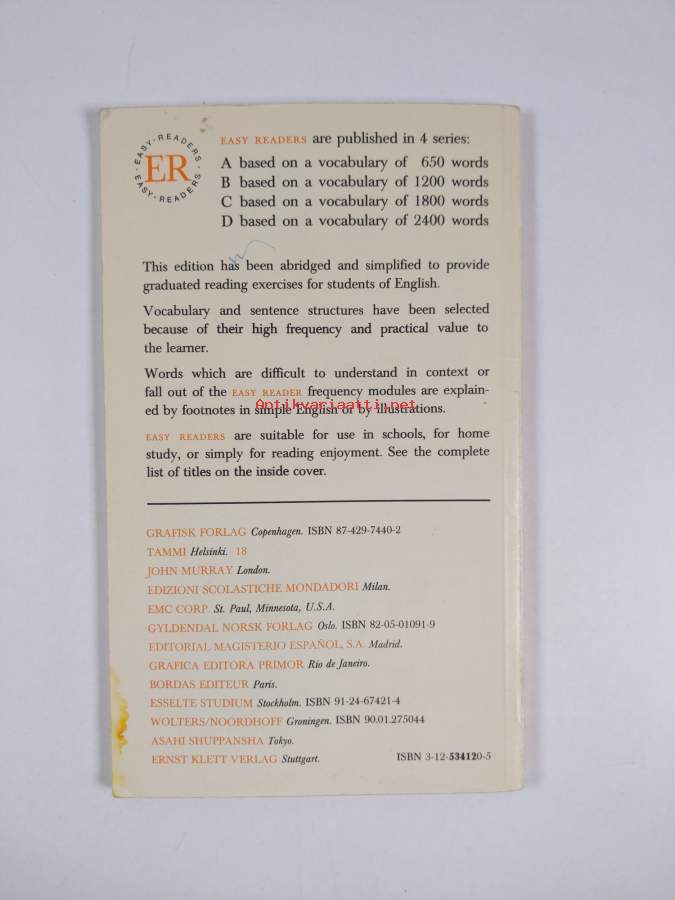 EASY READERS are published in 4 series:
·EASY-READERS·
ER
·EASY-READERS·
A based on a vocabulary of 650 words
B based on a vocabulary of 1200 words
C based on a vocabulary of 1800 words
D based on a vocabulary of 2400 words
This edition has been abridged and simplified to provide
graduated reading exercises for students of English.
Vocabulary and sentence structures have been selected
because of their high frequency and practical value to
the learner.
Words which are difficult to understand in context or
fall out of the EASY READER frequency modules are explain-
ed by footnotes in simple English or by illustrations.
Antikvariaatti.net
EASY READERS are suitable for use in schools, for home
study, or simply for reading enjoyment. See the complete
list of titles on the inside cover.
GRAFISK FORLAG Copenhagen. ISBN 87-429-7440-2
TAMMI Helsinki. 18
JOHN MURRAY London.
EDIZIONI SCOLASTICHE MONDADORI Milan.
EMC CORP. St. Paul, Minnesota, U.S.A.
GYLDENDAL NORSK FORLAG Oslo. ISBN 82-05-01091-9
EDITORIAL MAGISTERIO ESPAÑOL, S.A. Madrid.
GRAFICA EDITORA PRIMOR Rio de Janeiro.
BORDAS EDITEUR Paris.
ESSELTE STUDIUM Stockholm. ISBN 91-24-67421-4
WOLTERS/NOORDHOFF Groningen. ISBN 90.01.275044
ASAHI SHUPPANSHA Tokyo.
ERNST KLETT VERLAG Stuttgart. ISBN 3-12-534120-5